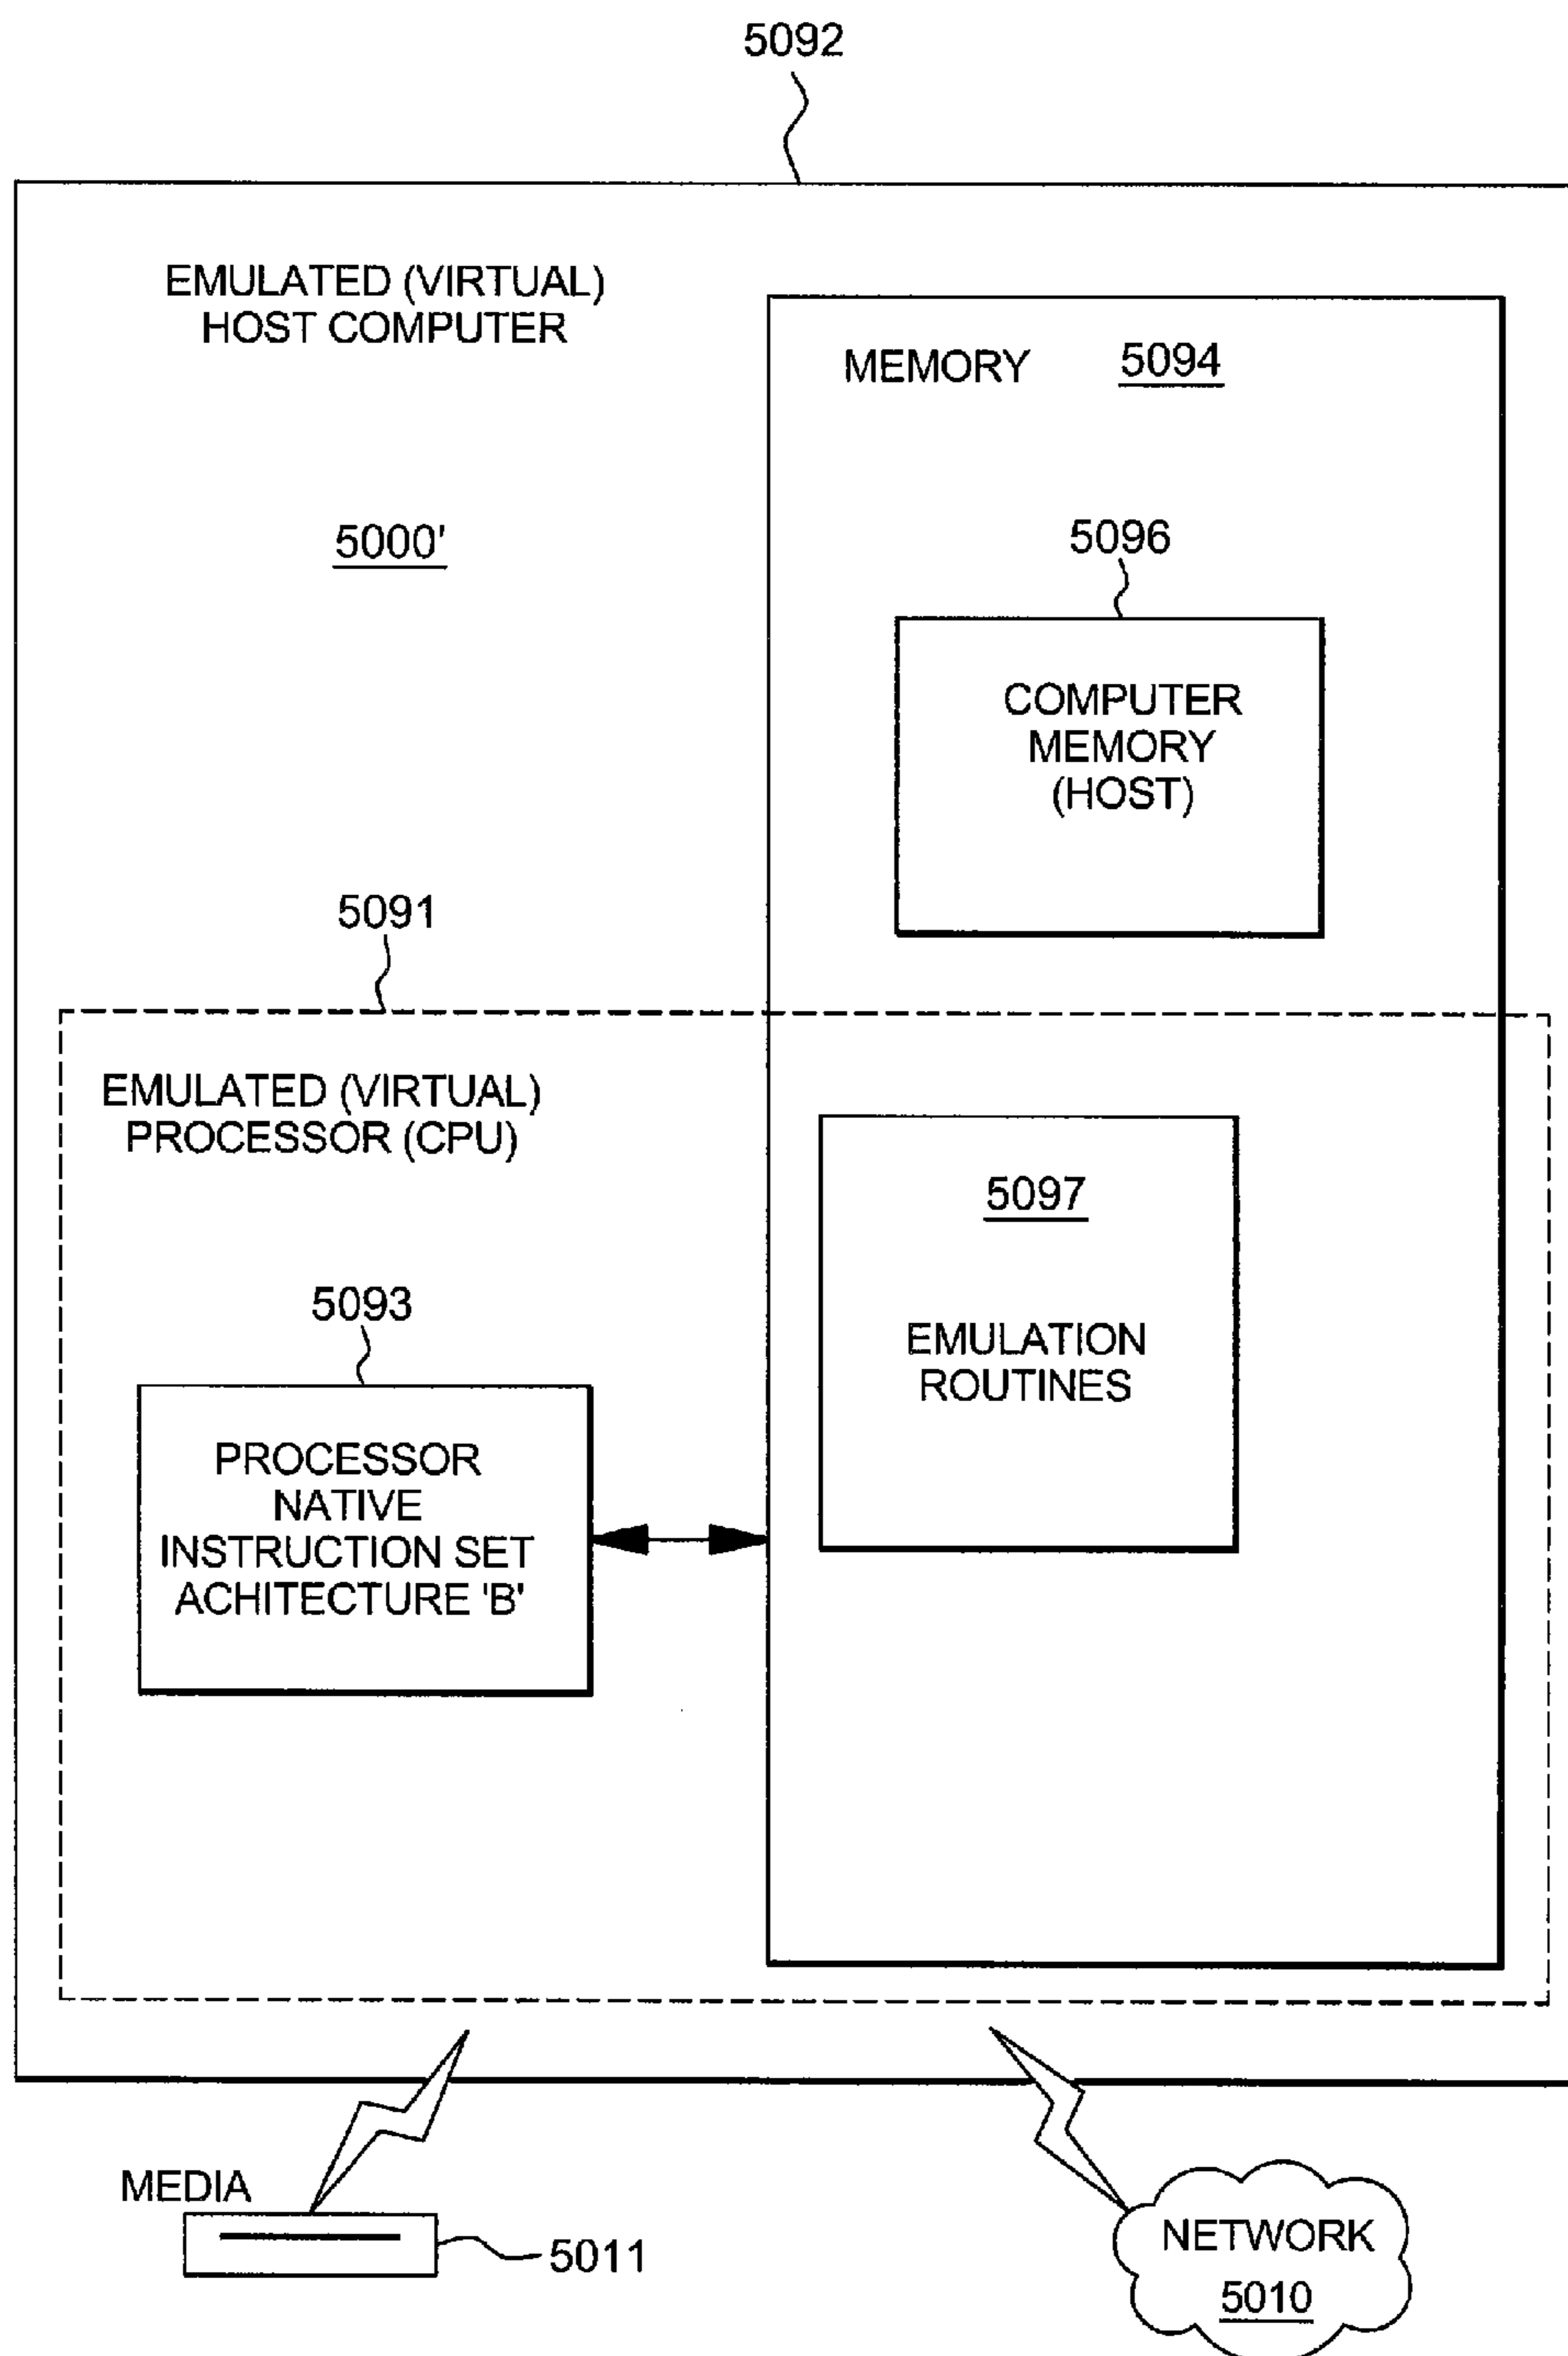 5092
EMULATED (VIRTUAL)
HOST COMPUTER
5000'
MEMORY 5094
5096
COMPUTER
MEMORY
(HOST)
5091
EMULATED (VIRTUAL)
PROCESSOR (CPU)
5097
EMULATION
ROUTINES
5093
PROCESSOR
NATIVE
INSTRUCTION SET
ACHITECTURE 'B'
MEDIA
5011
NETWORK
5010